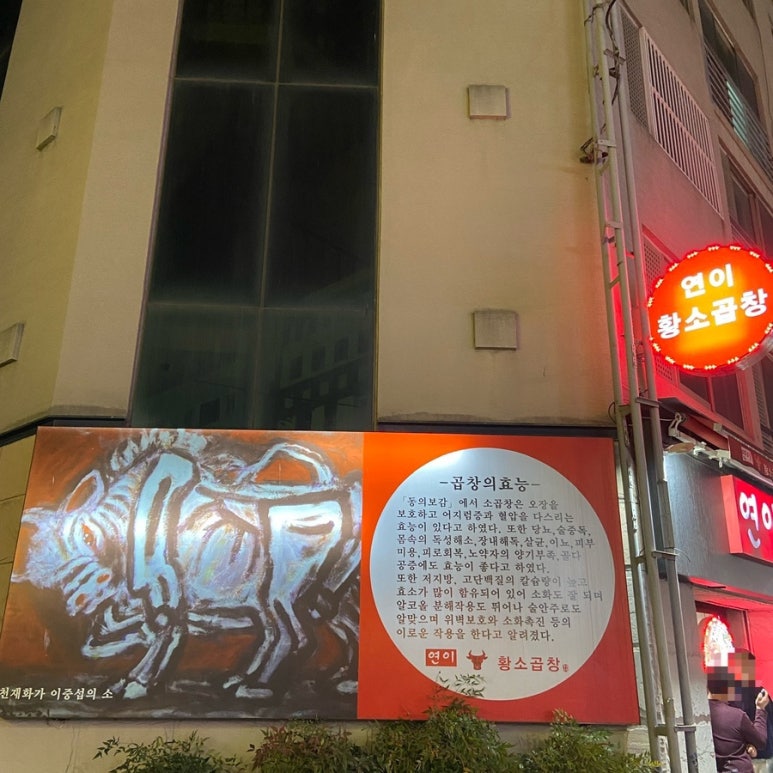 연이
황소곱창
-곱창의효능-
「동의보감」에서 소곱창은 오장을
보호하고 어지럼증과 혈압을 다스리는
효능이 있다고 하였다. 또한 당뇨,술중독,
몸속의 독성해소,장내해독,살균,이뇨,피부
미용,피로회복,노약자의 양기부족,골다
공증에도 효능이 좋다고 하였다.
또한 저지방, 고단백질의 칼슘량이 높고
효소가 많이 함유되어 있어 소화도 잘 되며
알코올 분해작용도 뛰어나 술안주로도
알맞으며 위벽보호와 소화촉진 등의
이로운 작용을 한다고 알려졌다.
연이 황소곱창
천재화가 이중섭의 소
연이